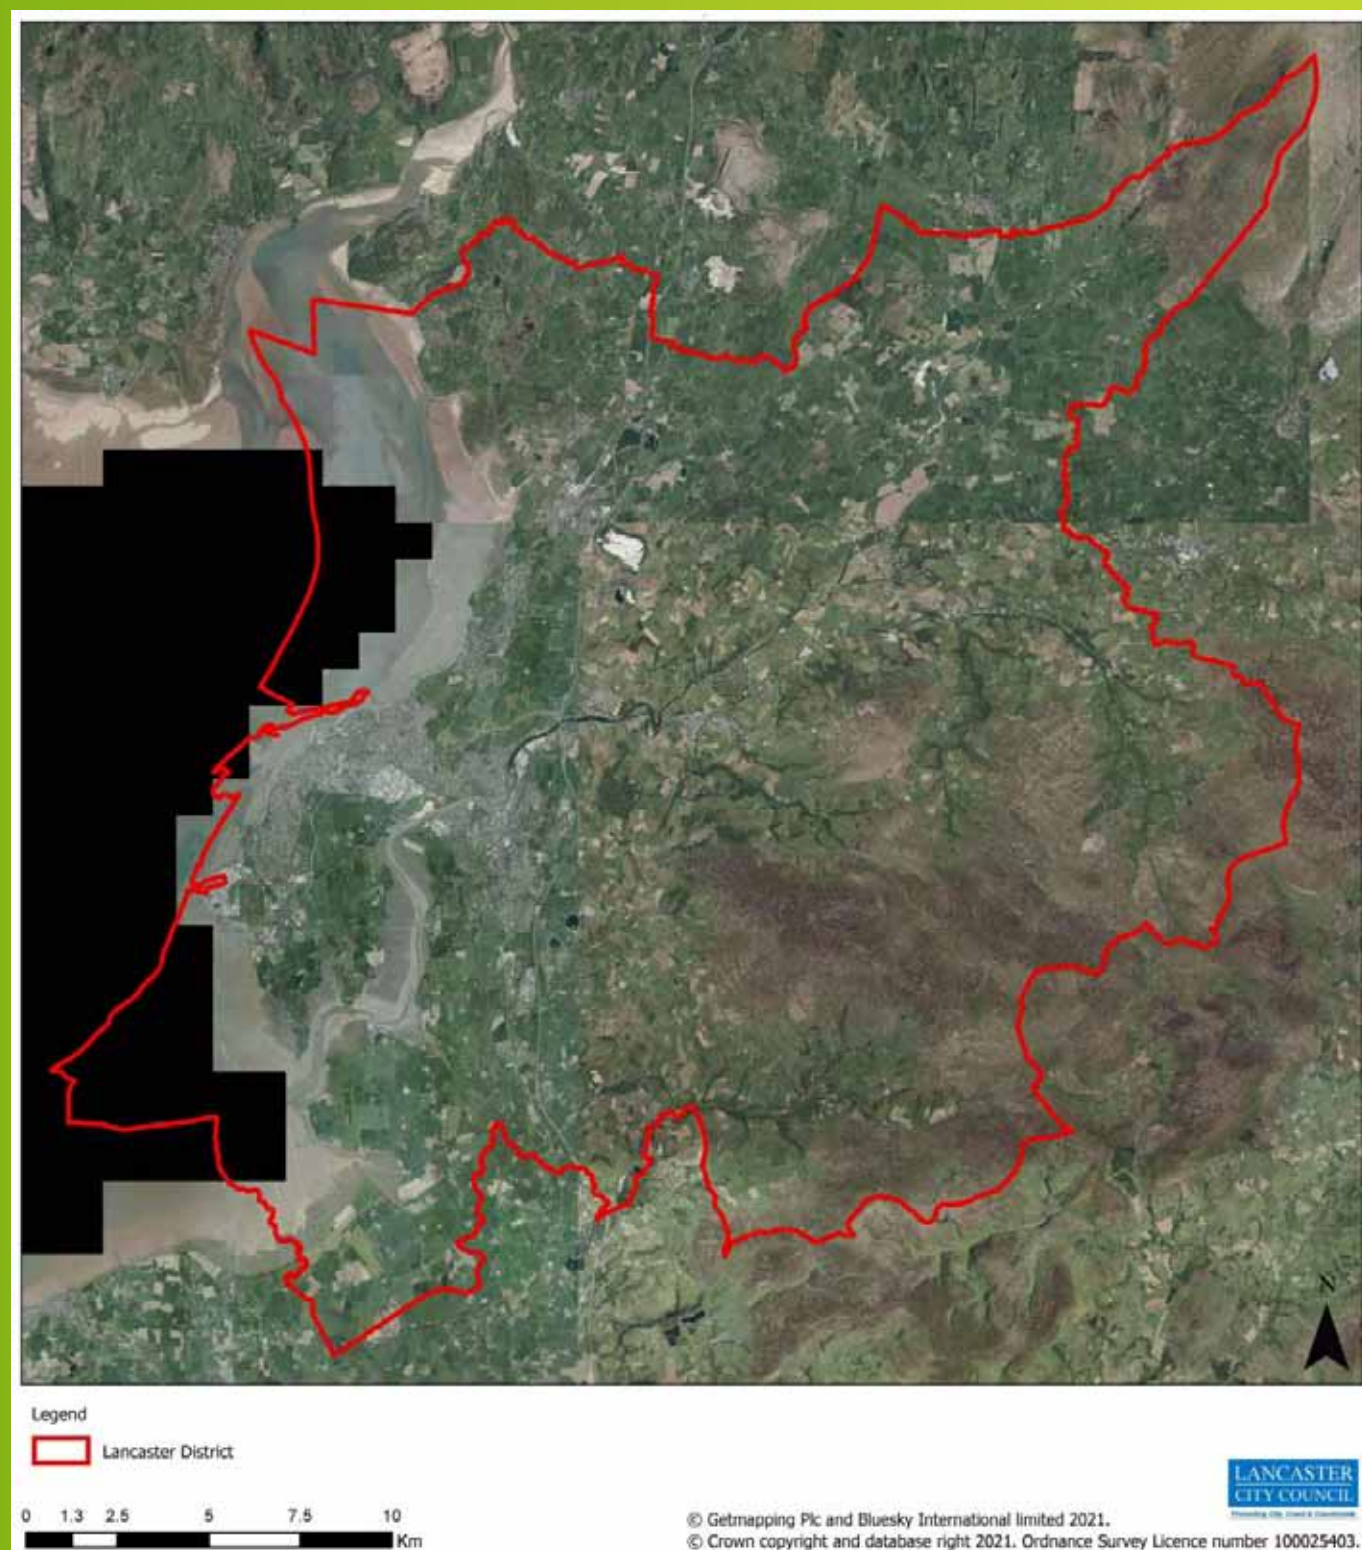 N
Legend
Lancaster District
0 1.3 2.5 5 7.5 10
Km
LANCASTER
CITY COUNCIL
© Getmapping Plc and Bluesky International limited 2021.
© Crown copyright and database right 2021. Ordnance Survey Licence number 100025403.